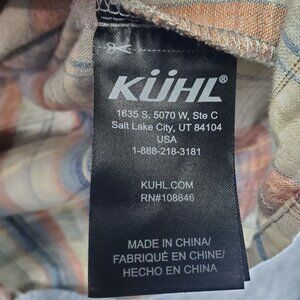 KÜHL®
1635 S. 5070 W, Ste C
Salt Lake City, UT 84104
USA
1-888-218-3181
KUHL.COM
RN#108846
MADE IN CHINA/
FABRIQUÉ EN CHINE/
HECHO EN CHINA